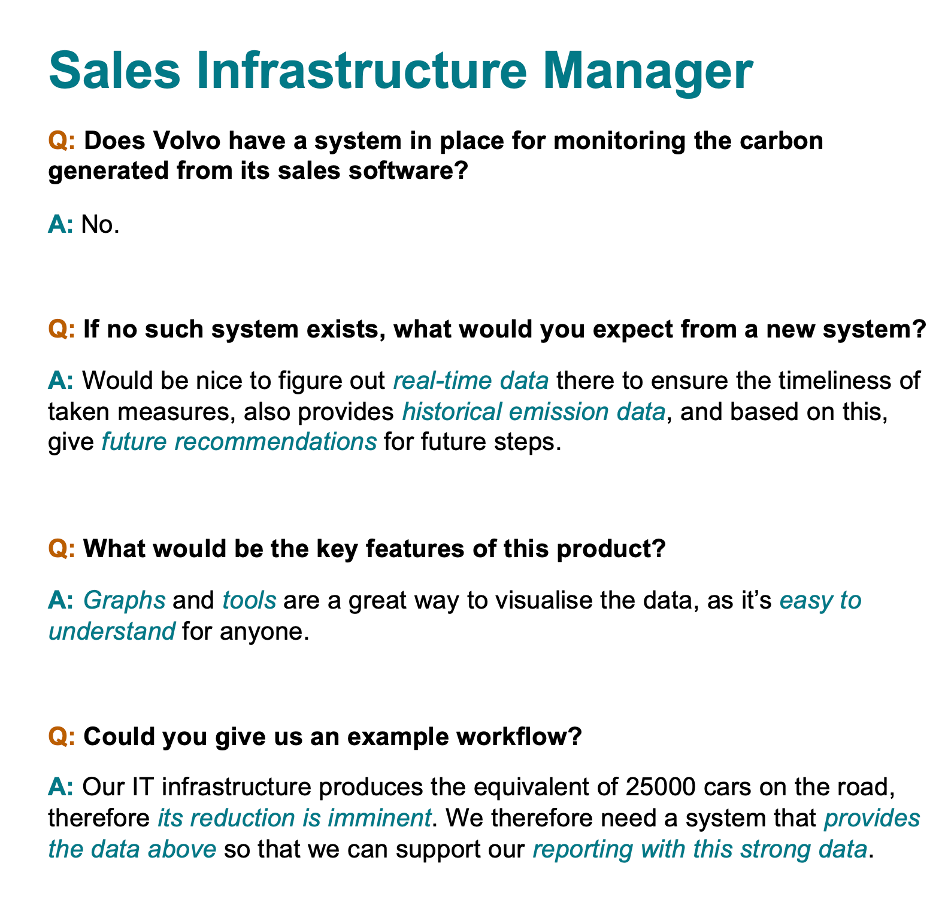 Sales Infrastructure Manager
Q: Does Volvo have a system in place for monitoring the carbon
generated from its sales software?
A: No.
Q: If no such system exists, what would you expect from a new system?
A: Would be nice to figure out real-time data there to ensure the timeliness of
taken measures, also provides historical emission data, and based on this,
give future recommendations for future steps.
Q: What would be the key features of this product?
A: Graphs and tools are a great way to visualise the data, as it’s easy to
understand for anyone.
Q: Could you give us an example workflow?
A: Our IT infrastructure produces the equivalent of 25000 cars on the road,
therefore its reduction is imminent. We therefore need a system that provides
the data above so that we can support our reporting with this strong data.